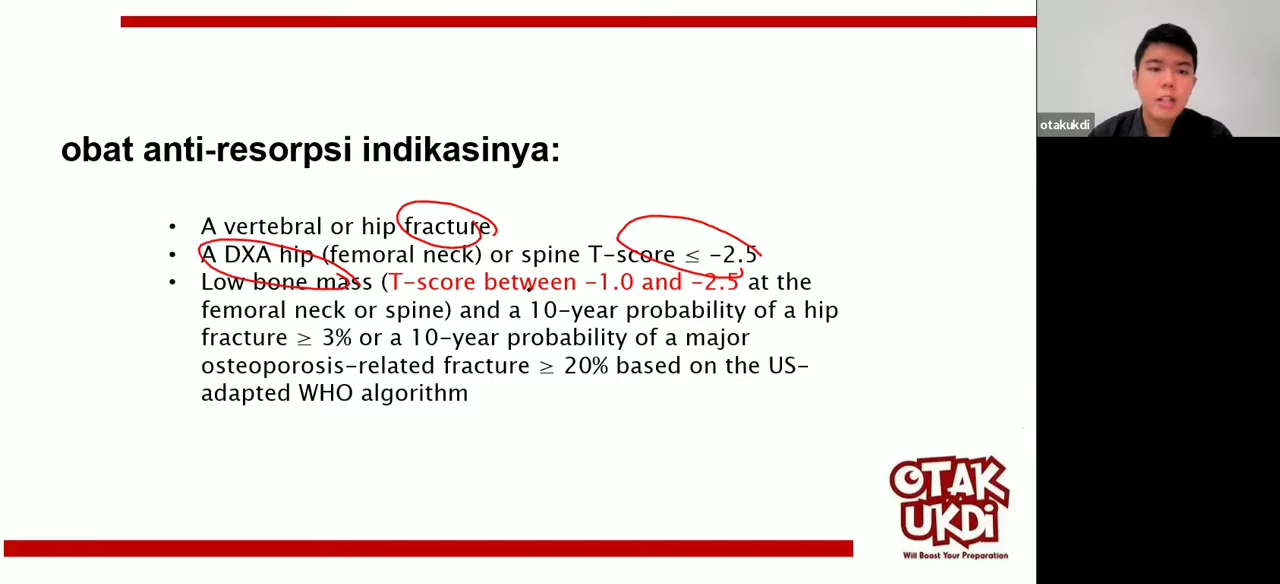 obat anti-resorpsi indikasinya:
• A vertebral or hip fracture
• A DXA hip (femoral neck) or spine T-score ≤ -2.5
• Low bone mass (T-score between -1.0 and -2.5 at the
femoral neck or spine) and a 10-year probability of a hip
fracture ≥ 3% or a 10-year probability of a major
osteoporosis-related fracture ≥ 20% based on the US-
adapted WHO algorithm
otakukdi
OTAK
UKDi
Will Boost Your Preparation